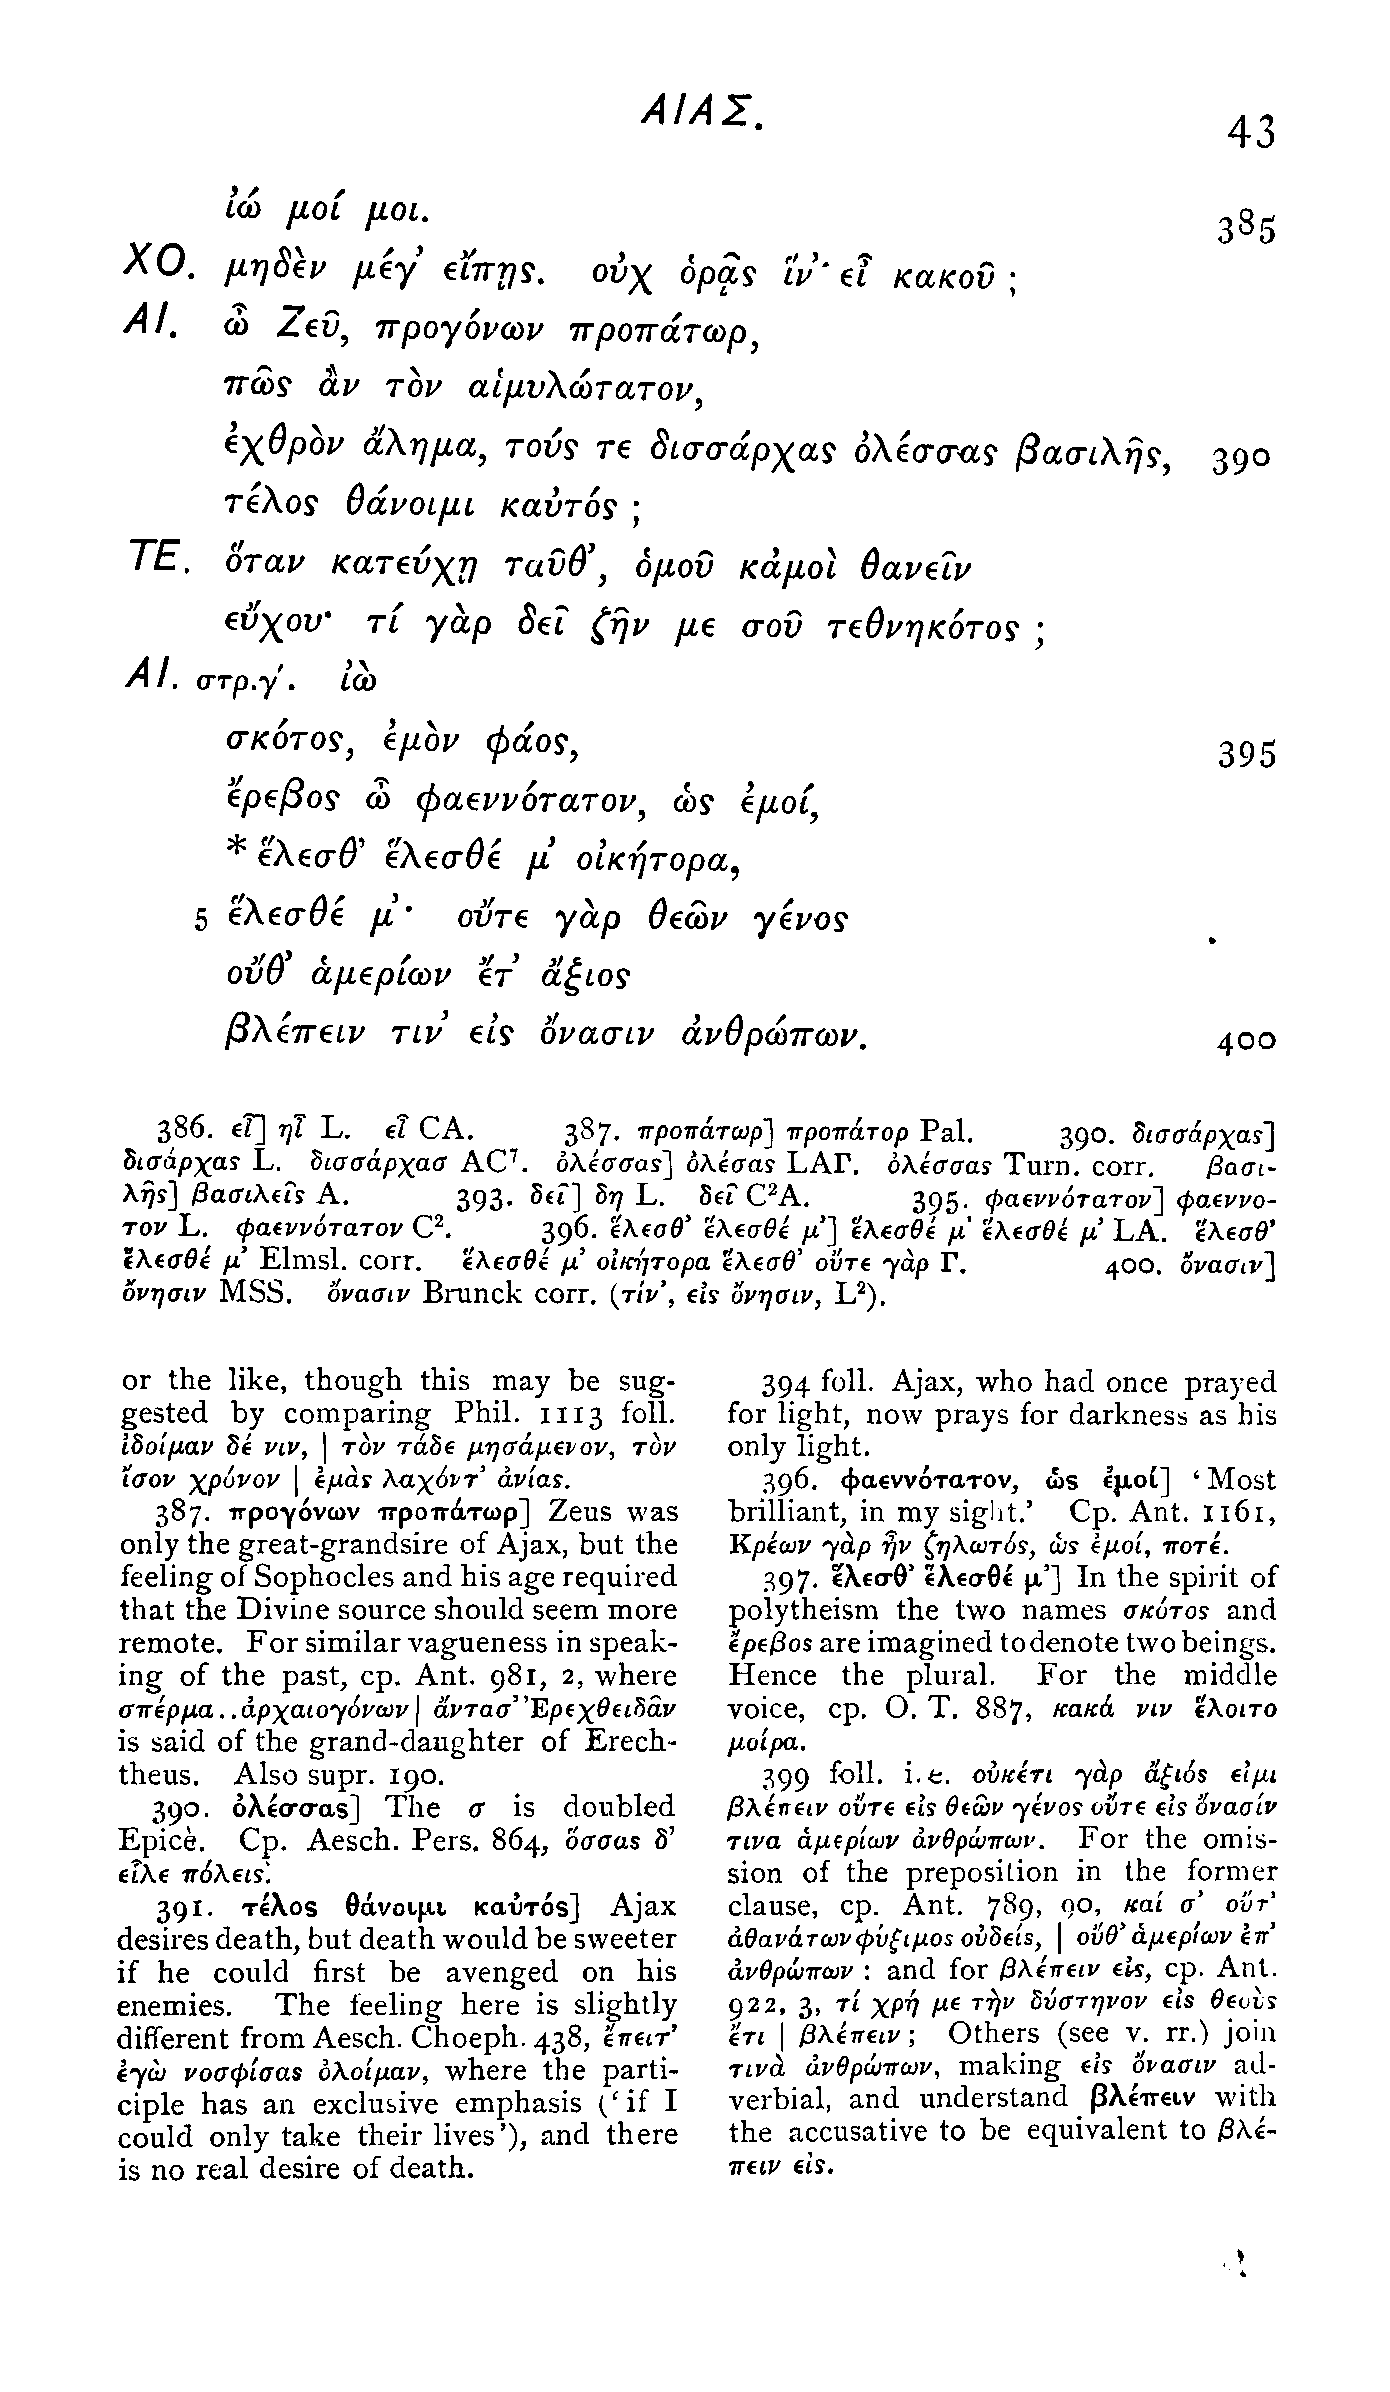 ΑΙΑΣ.
43
ἰώ μοί μοι.
385
ΧΟ. μηδὲν μέγ’ εἴπῃς. οὐχ ὁρᾷς ἵν’ εἶ κακοῦ ;
ΑΙ. ὦ Ζεῦ, προγόνων προπάτωρ,
πῶς ἂν τὸν αἱμυλώτατον,
ἐχθρὸν ἄλημα, τούς τε δισσάρχας ὀλέσσας βασιλῆς, 390
τέλος θάνοιμι καὐτός ;
ΤΕ. ὅταν κατεύχῃ ταῦθ’, ὁμοῦ κἀμοὶ θανεῖν
εὔχου· τί γὰρ δεῖ ζῆν με σοῦ τεθνηκότος ;
ΑΙ. στρ.γ΄. ἰὼ
σκότος, ἐμὸν φάος, 395
ἔρεβος ὦ φαεννότατον, ὡς ἐμοί,
* ἕλεσθ’ ἕλεσθέ μ’ οἰκήτορα,
5 ἕλεσθέ μ’· οὔτε γὰρ θεῶν γένος
οὔθ’ ἁμερίων ἔτ’ ἄξιος
βλέπειν τιν’ εἰς ὄνασιν ἀνθρώπων. 400
386. εἶ] ηἶ L. εἶ CA. 387. προπάτωρ] προπάτορ Pal. 390. δισσάρχας]
δισάρχας L. δισσάρχασ AC⁷. ὀλέσσας] ὀλέσας LAΓ. ὀλέσσας Turn. corr. βασι-
λῆς] βασιλεῖς A. 393. δεῖ] δη L. δεῖ C²A. 395. φαεννότατον] φαεννο-
τον L. φαεννότατον C². 396. ἕλεσθ’ ἕλεσθέ μ’] ἕλεσθέ μ’ ἕλεσθέ μ’ LA. ἕλεσθ’
ἕλεσθέ μ’ Elmsl. corr. ἕλεσθέ μ’ οἰκήτορα ἕλεσθ’ οὔτε γὰρ Γ. 400. ὄνασιν]
ὄνησιν MSS. ὄνασιν Brunck corr. (τίν’, εἰς ὄνησιν, L²).
or the like, though this may be sug-
gested by comparing Phil. 1113 foll.
ἰδοίμαν δέ νιν, | τὸν τάδε μησάμενον, τὸν
ἴσον χρόνον | ἐμὰς λαχόντ’ ἀνίας.
387. προγόνων προπάτωρ] Zeus was
only the great-grandsire of Ajax, but the
feeling of Sophocles and his age required
that the Divine source should seem more
remote. For similar vagueness in speak-
ing of the past, cp. Ant. 981, 2, where
σπέρμα..ἀρχαιογόνων | ἄντασ’ Ἐρεχθειδᾶν
is said of the grand-daughter of Erech-
theus. Also supr. 190.
390. ὀλέσσας] The σ is doubled
Epicè. Cp. Aesch. Pers. 864, ὅσσας δ’
εἷλε πόλεις.
391. τέλος θάνοιμι καὐτός] Ajax
desires death, but death would be sweeter
if he could first be avenged on his
enemies. The feeling here is slightly
different from Aesch. Choeph. 438, ἔπειτ’
ἐγὼ νοσφίσας ὀλοίμαν, where the parti-
ciple has an exclusive emphasis (‘if I
could only take their lives’), and there
is no real desire of death.
394 foll. Ajax, who had once prayed
for light, now prays for darkness as his
only light.
396. φαεννότατον, ὡς ἐμοί] ‘Most
brilliant, in my sight.’ Cp. Ant. 1161,
Κρέων γὰρ ἦν ζηλωτός, ὡς ἐμοί, ποτέ.
397. ἕλεσθ’ ἕλεσθέ μ’] In the spirit of
polytheism the two names σκότος and
ἔρεβος are imagined to denote two beings.
Hence the plural. For the middle
voice, cp. O. T. 887, κακά νιν ἕλοιτο
μοίρα.
399 foll. i. e. οὐκέτι γὰρ ἄξιός εἰμι
βλέπειν οὔτε εἰς θεῶν γένος οὔτε εἰς ὄνασίν
τινα ἁμερίων ἀνθρώπων. For the omis-
sion of the preposition in the former
clause, cp. Ant. 789, 90, καί σ’ οὔτ’
ἀθανάτων φύξιμος οὐδείς, | οὔθ’ ἁμερίων ἐπ’
ἀνθρώπων : and for βλέπειν εἰς, cp. Ant.
922, 3, τί χρή με τὴν δύστηνον εἰς θεοὺς
ἔτι | βλέπειν ; Others (see v. rr.) join
τινὰ ἀνθρώπων, making εἰς ὄνασιν ad-
verbial, and understand βλέπειν with
the accusative to be equivalent to βλέ-
πειν εἰς.